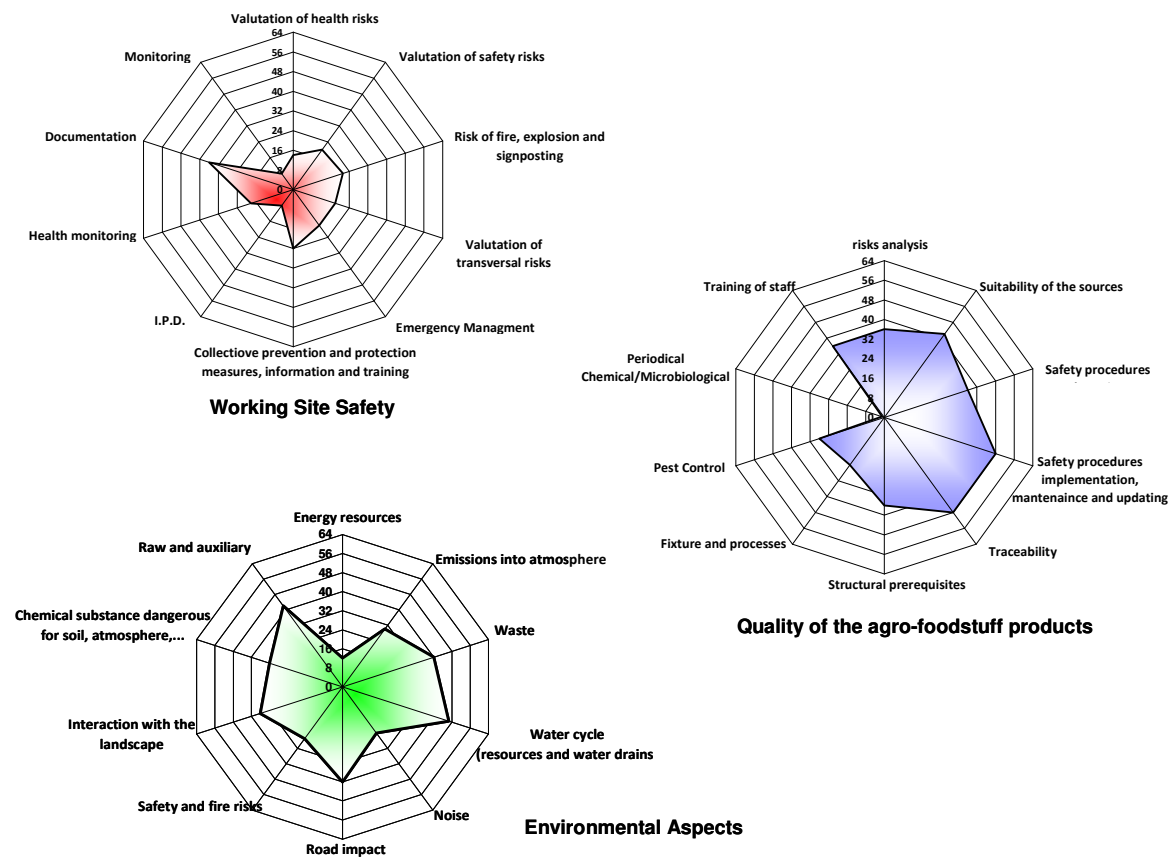 Valutation of health risks
64
56
48
40
32
24
16
8
0
Valutation of safety risks
Risk of fire, explosion and
signposting
Valutation of
transversal risks
Emergency Managment
Collectiove prevention and protection
measures, information and training
I.P.D.
Health monitoring
Documentation
Monitoring
Working Site Safety
risks analysis
64
56
48
40
32
24
16
8
0
Suitability of the sources
Safety procedures
Safety procedures
implementation,
mantenaince and updating
Traceability
Structural prerequisites
Fixture and processes
Pest Control
Periodical
Chemical/Microbiological
Training of staff
Quality of the agro-foodstuff products
Energy resources
64
56
48
40
32
24
16
8
0
Emissions into atmosphere
Waste
Water cycle
(resources and water drains
Noise
Road impact
Safety and fire risks
Interaction with the
landscape
Chemical substance dangerous
for soil, atmosphere,...
Raw and auxiliary
Environmental Aspects